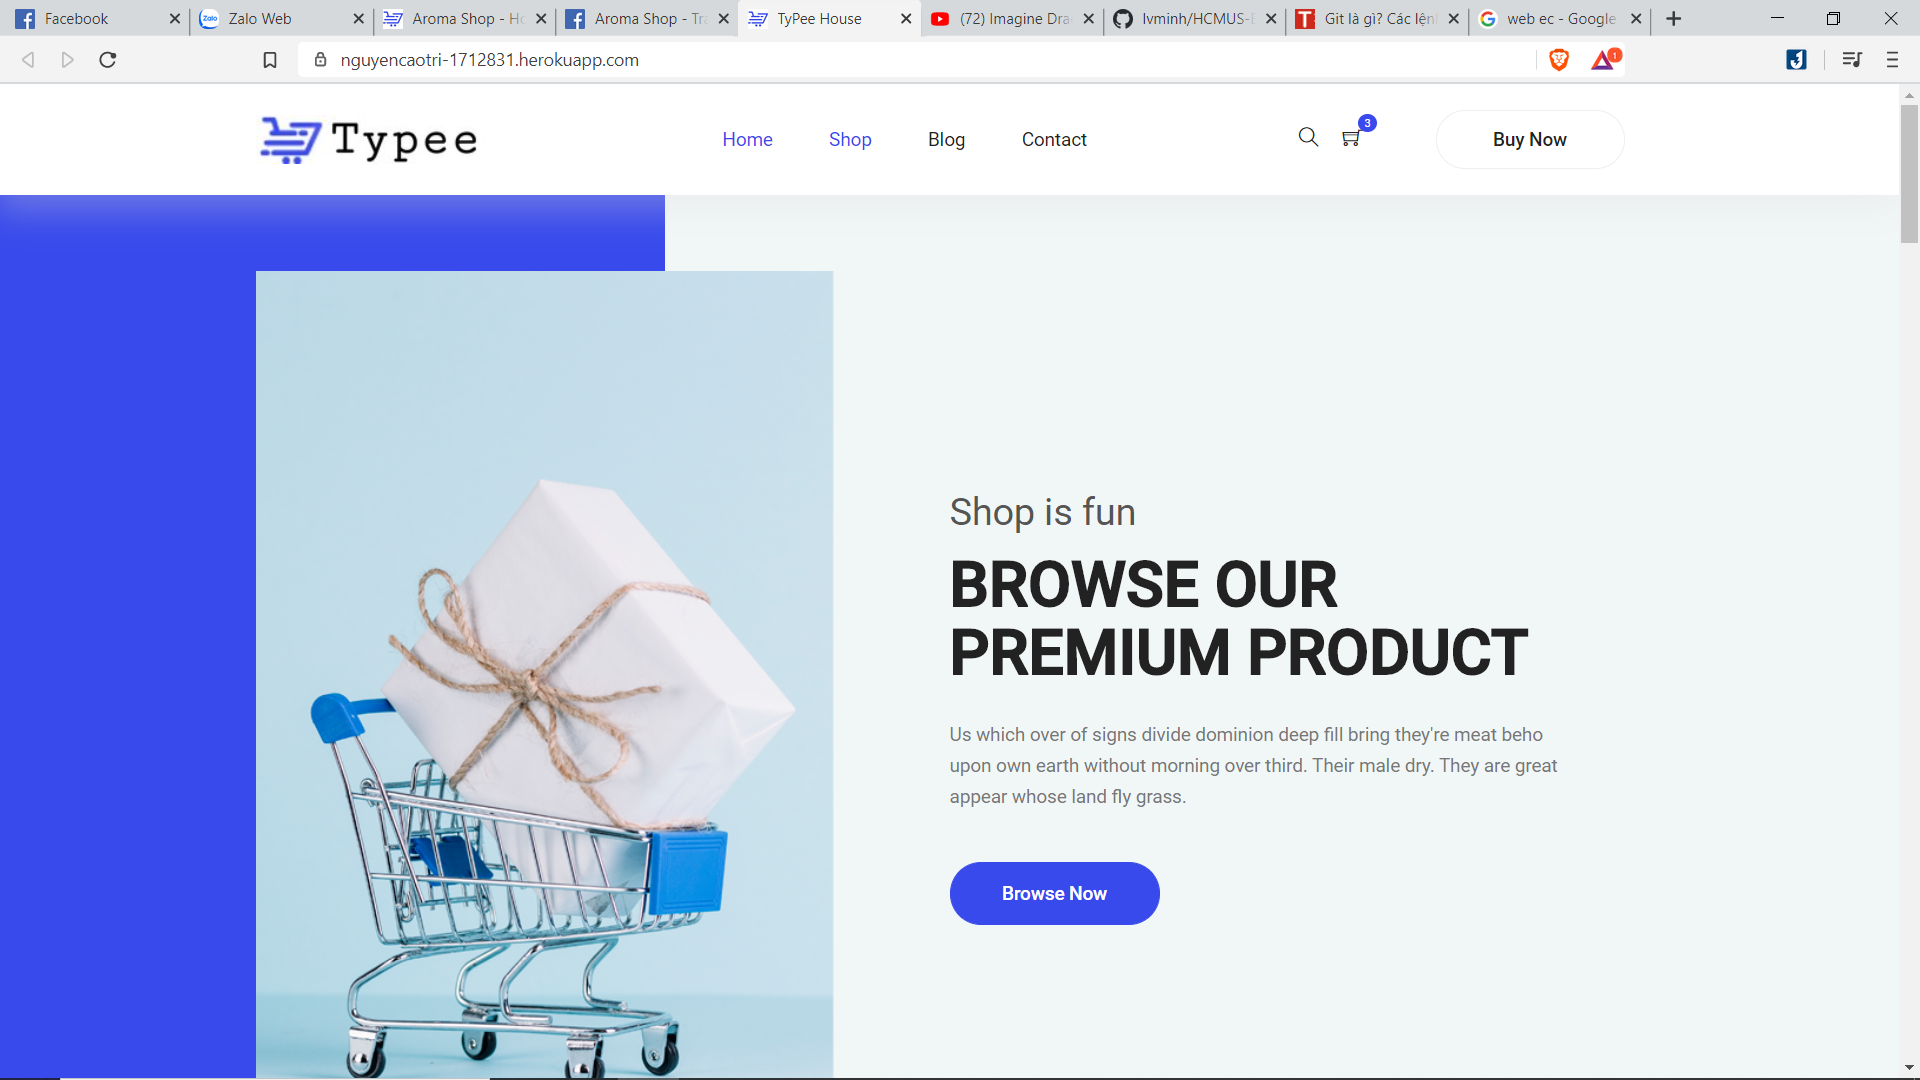 Facebook
Zalo Web
Aroma Shop - Ho
Aroma Shop - Tra
TyPee House
(72) Imagine Dra
lvminh/HCMUS-E
Git là gì? Các lệnh
web ec - Google
nguyencaotri-1712831.herokuapp.com
1
Typee
Home
Shop
Blog
Contact
3
Buy Now
Shop is fun
BROWSE OUR
PREMIUM PRODUCT
Us which over of signs divide dominion deep fill bring they're meat beho
upon own earth without morning over third. Their male dry. They are great
appear whose land fly grass.
Browse Now